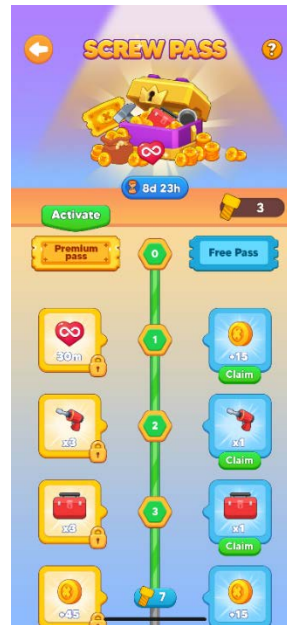 SCREW PASS
?
8d 23h
3
Activate
Premium
pass
0
Free Pass
30m
1
+15
Claim
x3
2
x1
Claim
x3
3
x1
Claim
+45
7
+15